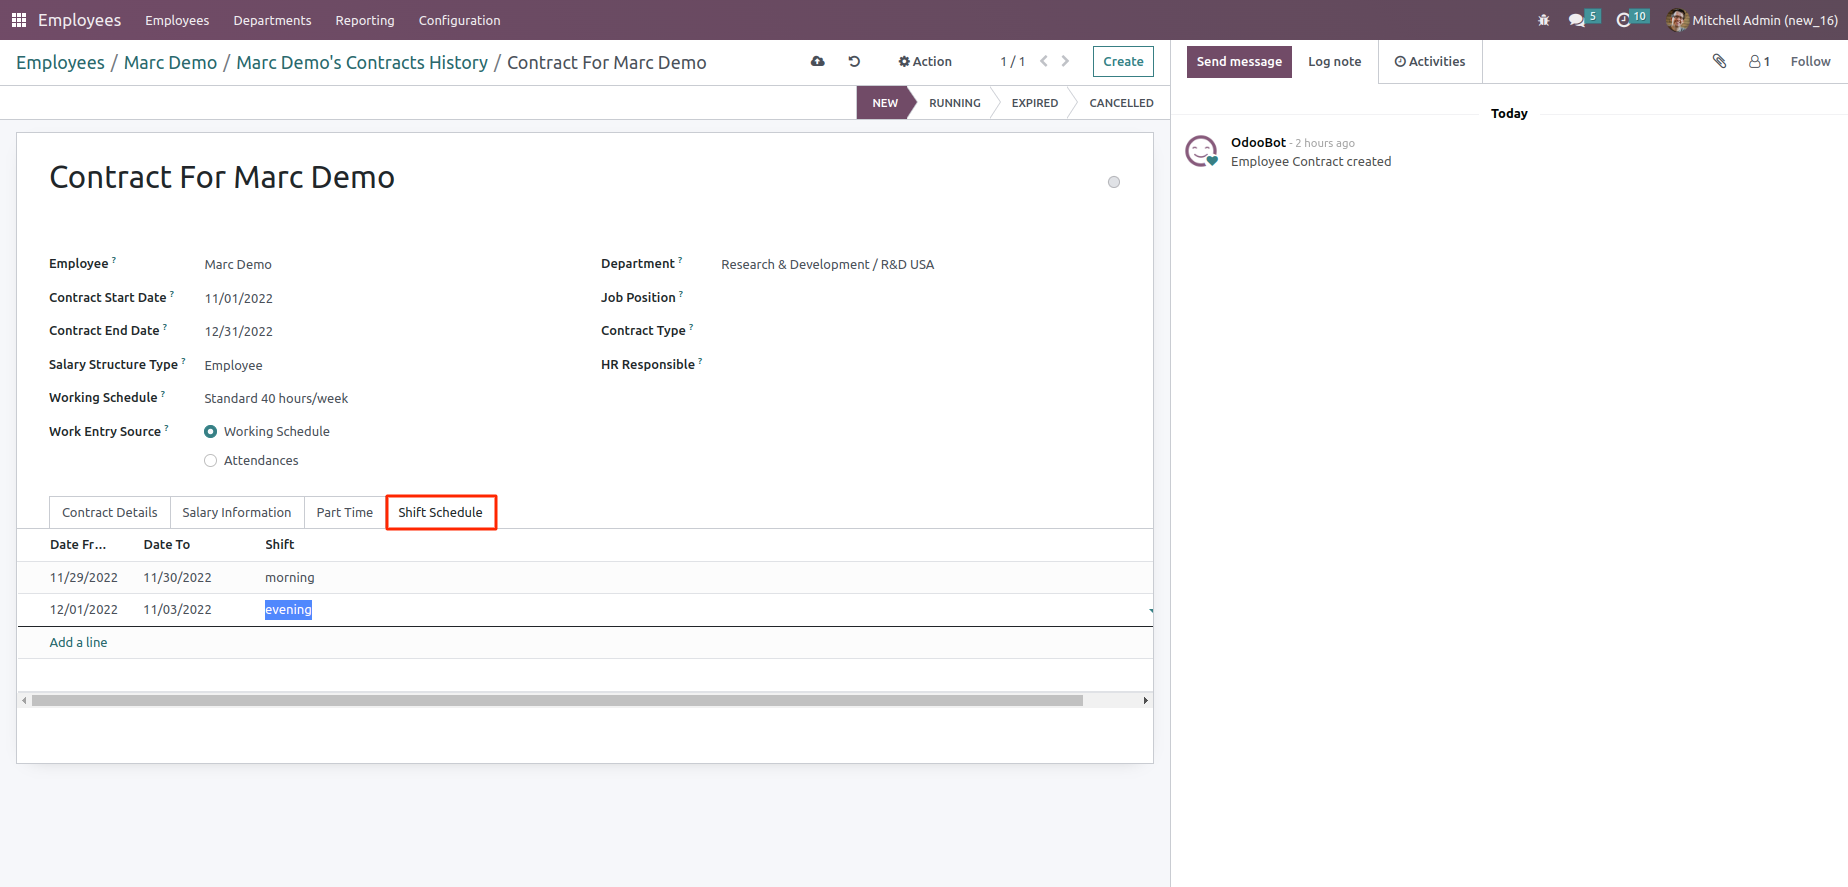 Employees Employees Departments Reporting Configuration 5 10 Mitchell Admin (new_16)
Employees / Marc Demo / Marc Demo's Contracts History / Contract For Marc Demo Action 1 / 1 Create
Send message Log note Activities 1 Follow
NEW RUNNING EXPIRED CANCELLED
Today
OdooBot - 2 hours ago
Employee Contract created
Contract For Marc Demo
Employee ? Marc Demo Department ? Research & Development / R&D USA
Contract Start Date ? 11/01/2022 Job Position ?
Contract End Date ? 12/31/2022 Contract Type ?
Salary Structure Type ? Employee HR Responsible ?
Working Schedule ? Standard 40 hours/week
Work Entry Source ? Working Schedule
Attendances
Contract Details Salary Information Part Time Shift Schedule
Date Fr... Date To Shift
11/29/2022 11/30/2022 morning
12/01/2022 11/03/2022 evening
Add a line